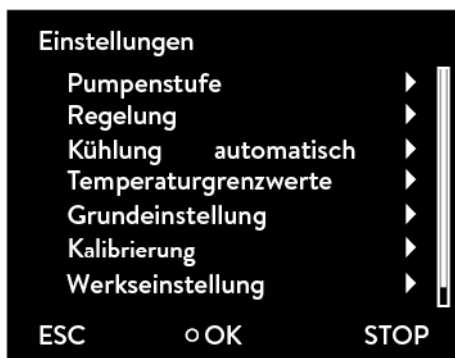 Einstellungen
Pumpenstufe
Regelung
Kühlung automatisch
Temperaturgrenzwerte
Grundeinstellung
Kalibrierung
Werkseinstellung
ESC OK STOP